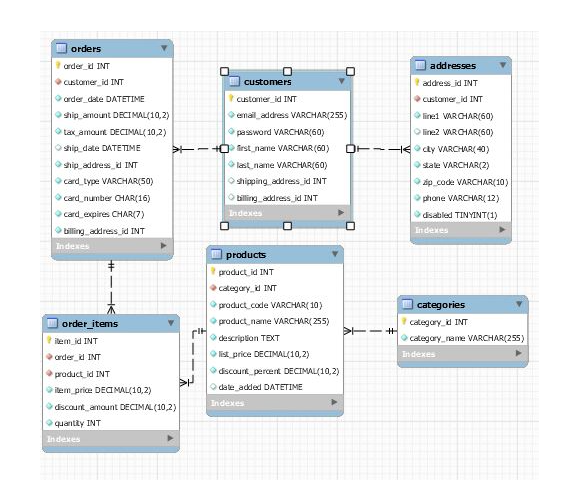 orders
order_id INT
customer_id INT
order_date DATETIME
ship_amount DECIMAL(10,2)
tax_amount DECIMAL(10,2)
ship_date DATETIME
ship_address_id INT
card_type VARCHAR(50)
card_number CHAR(16)
card_expires CHAR(7)
billing_address_id INT
Indexes
customers
customer_id INT
email_address VARCHAR(255)
password VARCHAR(60)
first_name VARCHAR(60)
last_name VARCHAR(60)
shipping_address_id INT
billing_address_id INT
Indexes
addresses
address_id INT
customer_id INT
line1 VARCHAR(60)
line2 VARCHAR(60)
city VARCHAR(40)
state VARCHAR(2)
zip_code VARCHAR(10)
phone VARCHAR(12)
disabled TINYINT(1)
Indexes
order_items
item_id INT
order_id INT
product_id INT
item_price DECIMAL(10,2)
discount_amount DECIMAL(10,2)
quantity INT
Indexes
products
product_id INT
category_id INT
product_code VARCHAR(10)
product_name VARCHAR(255)
description TEXT
list_price DECIMAL(10,2)
discount_percent DECIMAL(10,2)
date_added DATETIME
Indexes
categories
category_id INT
category_name VARCHAR(255)
Indexes